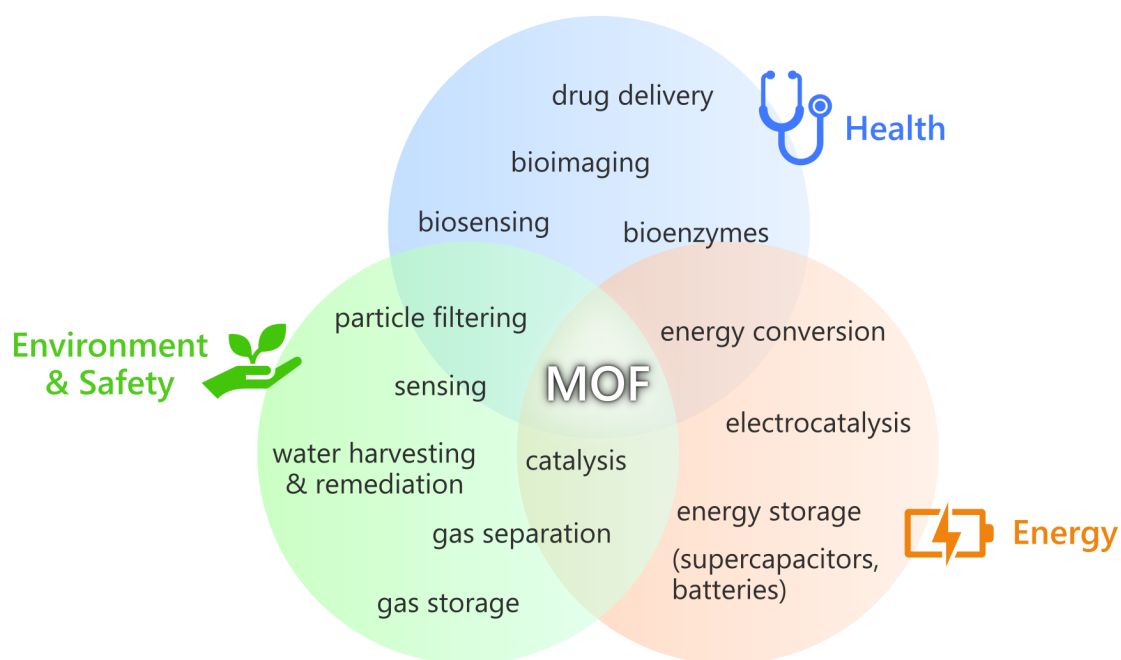 drug delivery
Health
bioimaging
biosensing
bioenzymes
particle filtering
energy conversion
Environment
& Safety
MOF
sensing
electrocatalysis
water harvesting
& remediation
catalysis
energy storage
gas separation
Energy
(supercapacitors,
batteries)
gas storage